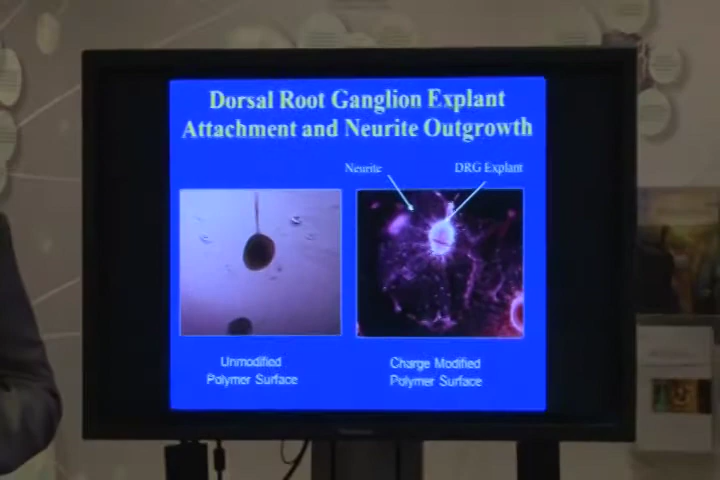 Dorsal Root Ganglion Explant
Attachment and Neurite Outgrowth
Neurite
DRG Explant
Unmodified
Polymer Surface
Charge Modified
Polymer Surface